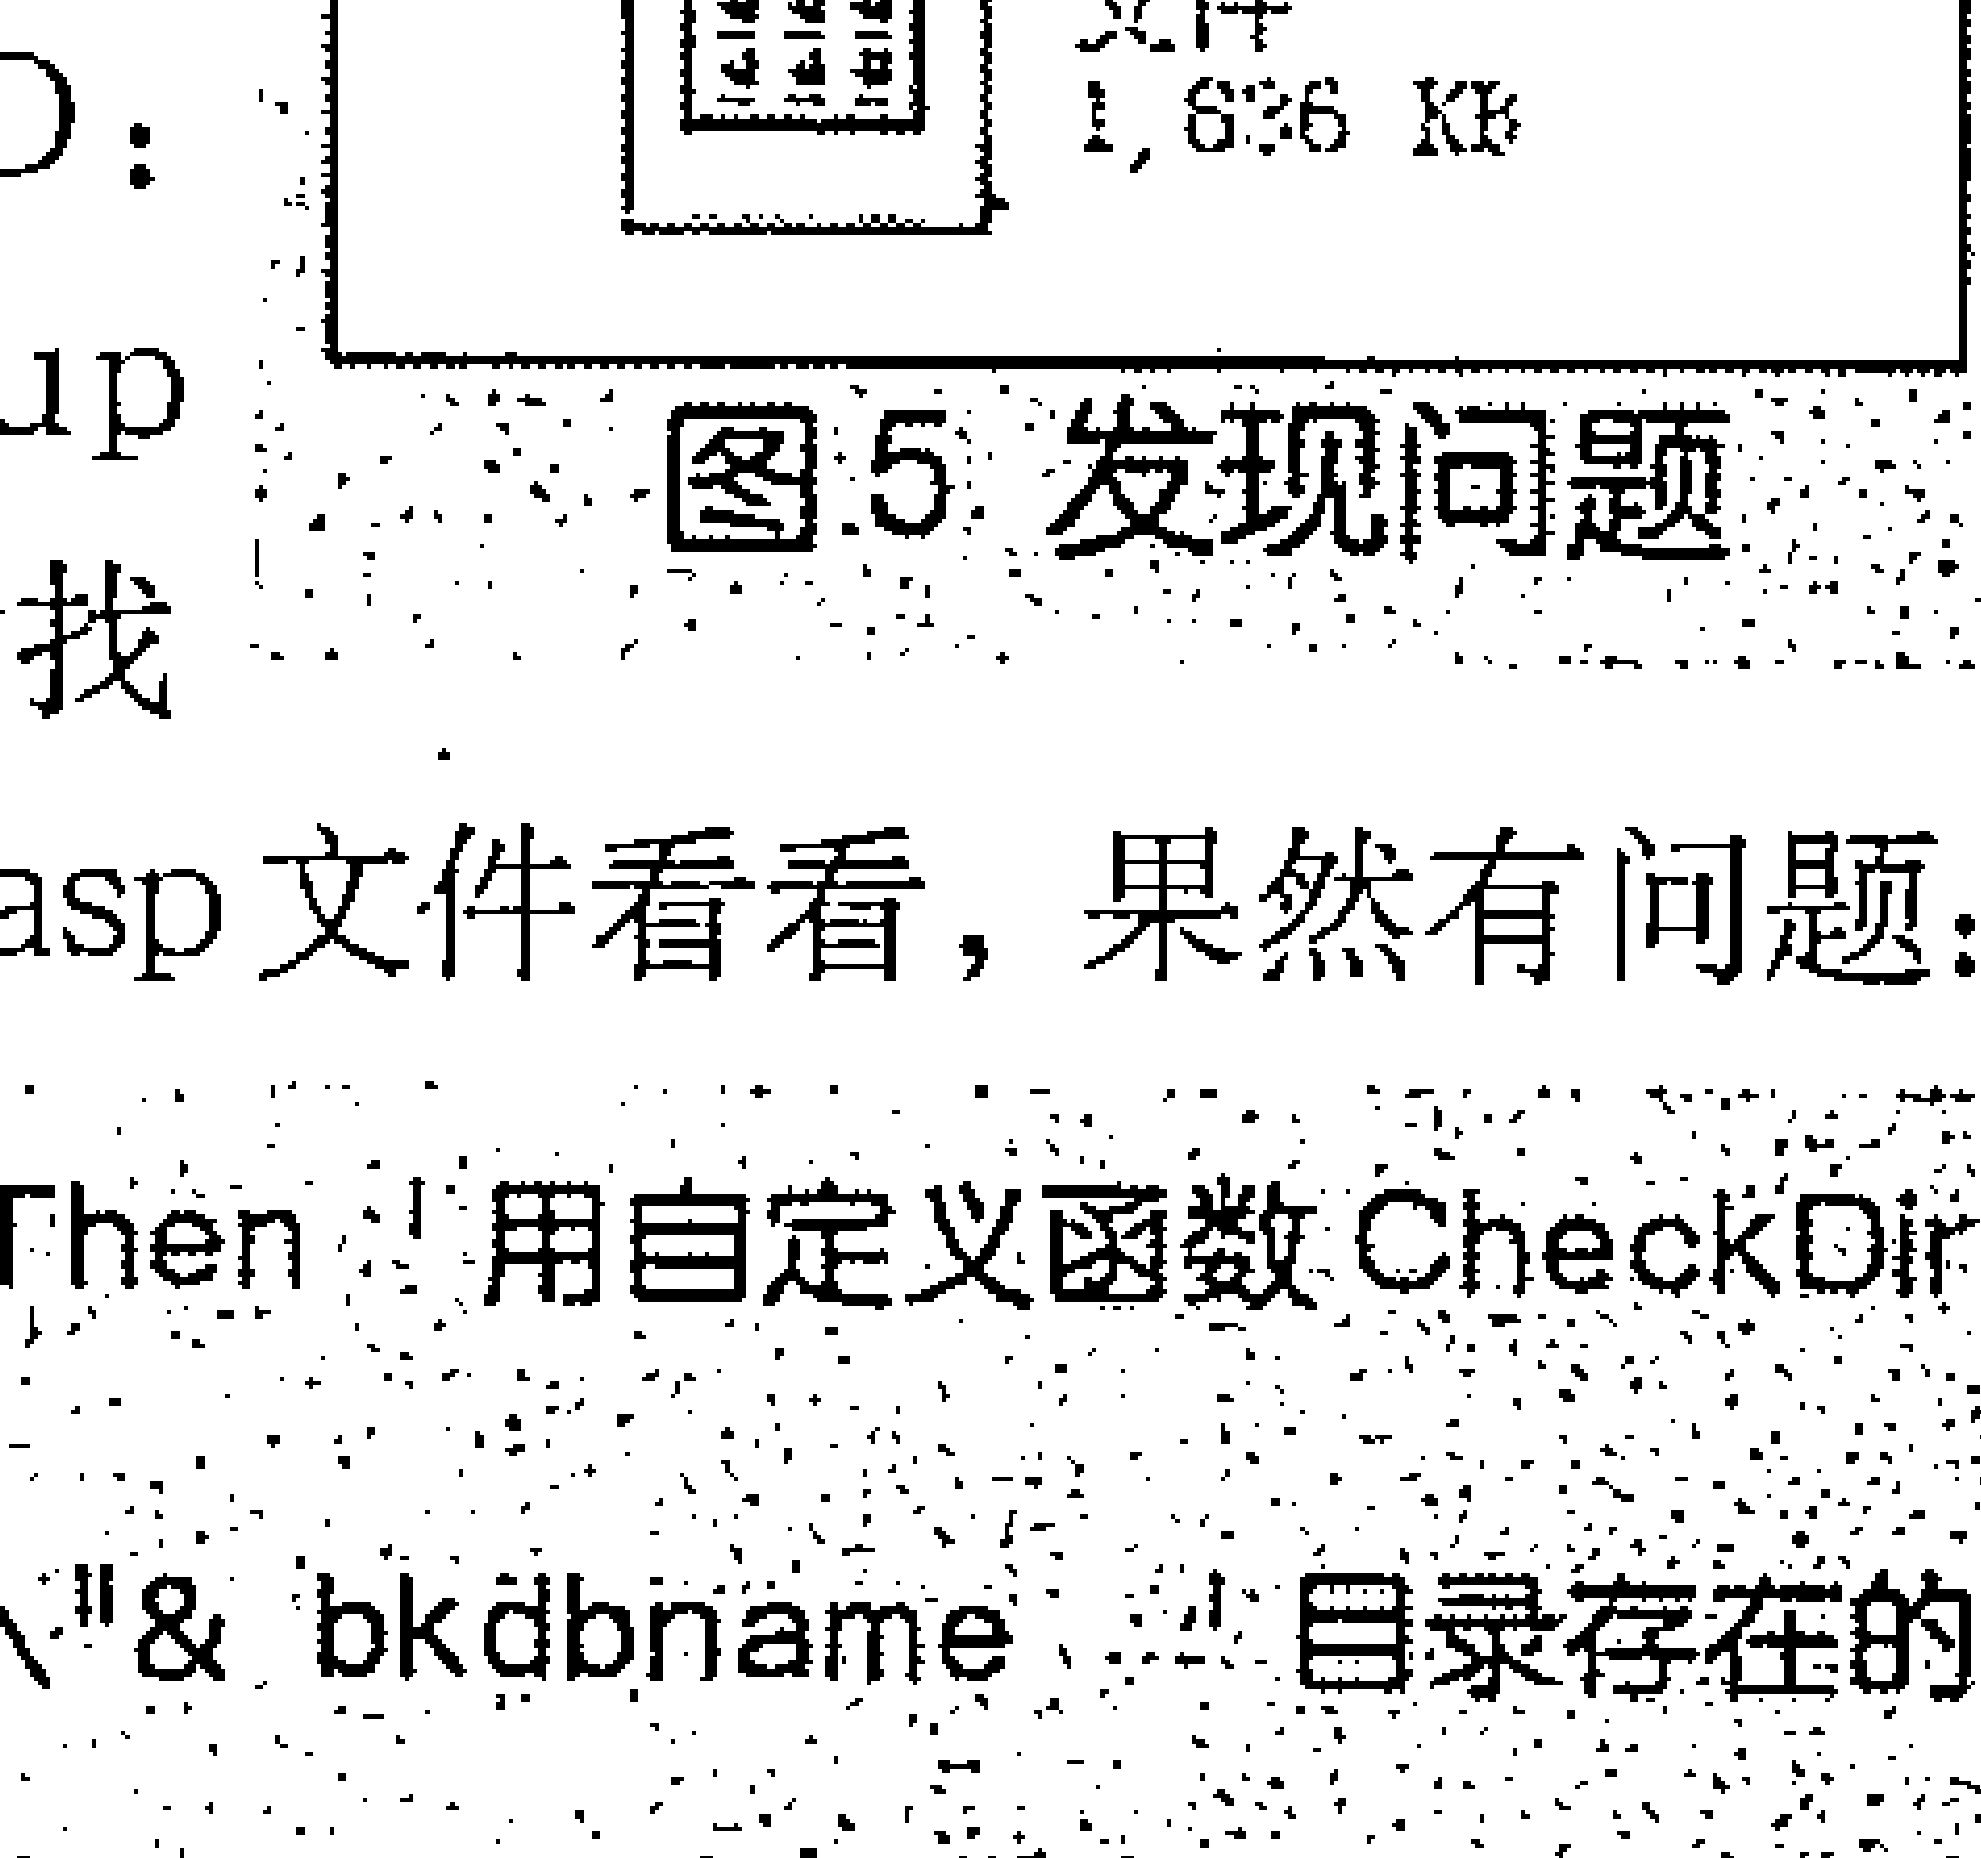 文件
1,636 KB
D:
up
图5 发现问题
找
asp文件看看，果然有问题：
Then '用自定义函数CheckDir
\"& bkdbname '目录存在的